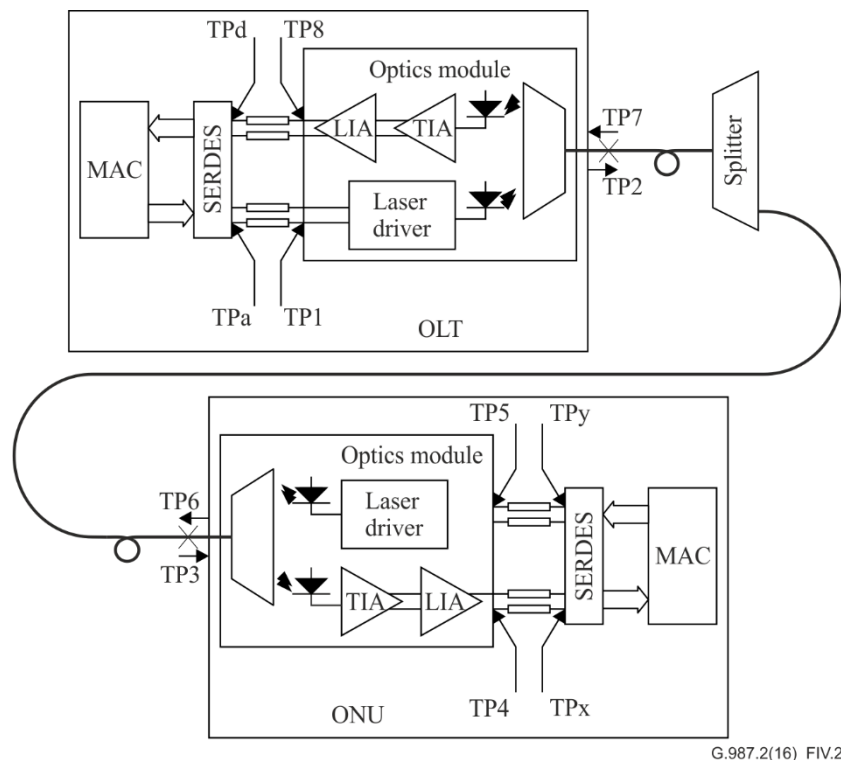 TPd TP8
Optics module
LIA TIA
MAC
SERDES
TP7
TP2
Splitter
Laser
driver
TPa TP1
OLT
TP5 TPy
Optics module
Laser
driver
TP6
TP3
SERDES
MAC
TIA LIA
TP4 TPx
ONU
G.987.2(16) FIV.2